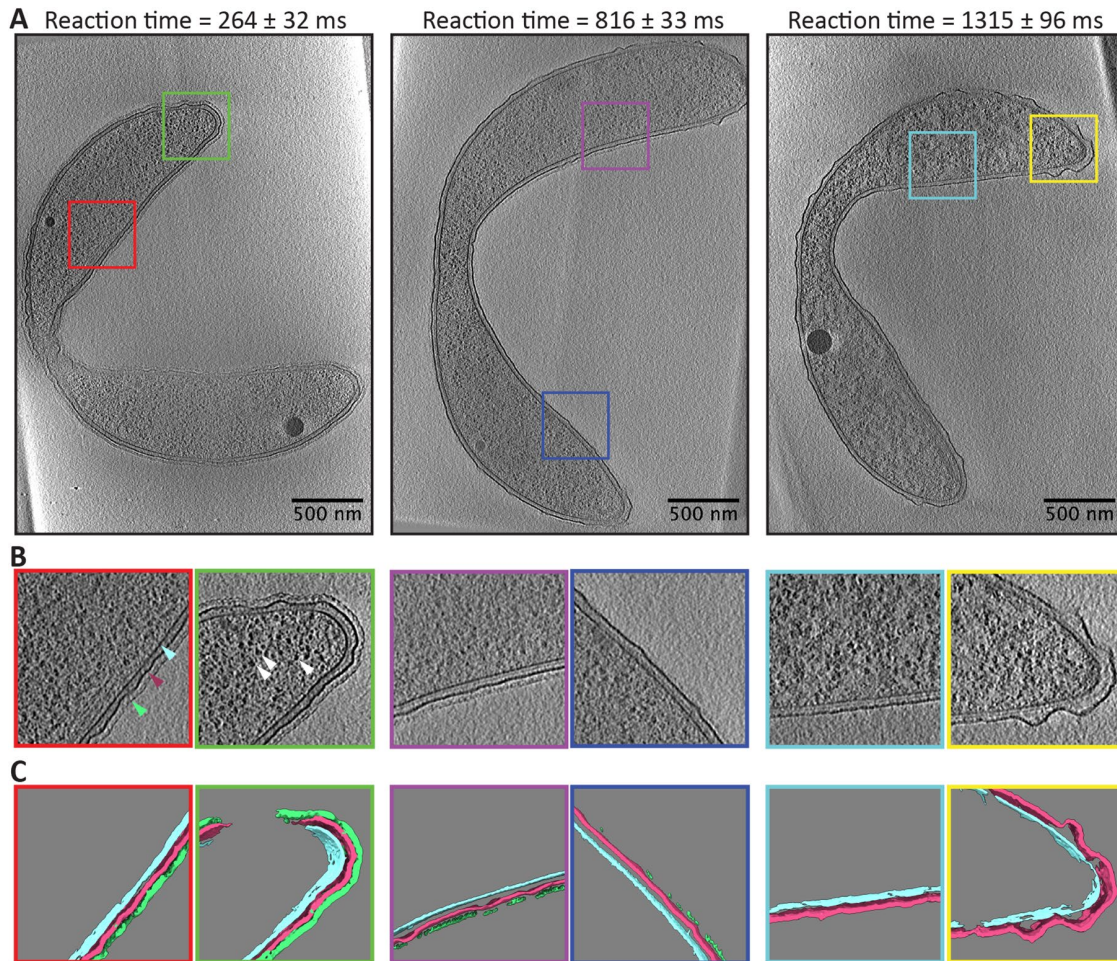 A
Reaction time = 264 ± 32 ms
Reaction time = 816 ± 33 ms
Reaction time = 1315 ± 96 ms
500 nm
500 nm
500 nm
B
C